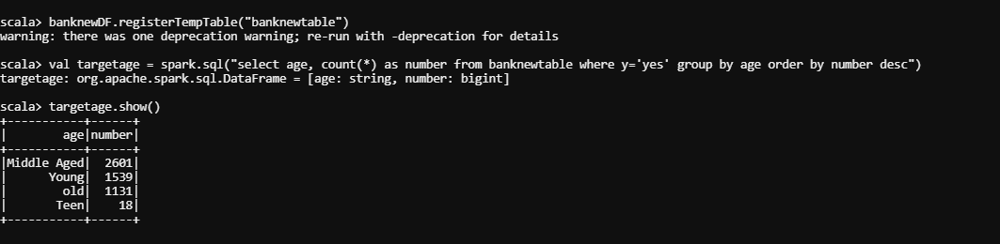 scala> banknewDF.registerTempTable("banknewtable")
warning: there was one deprecation warning; re-run with -deprecation for details
scala> val targetage = spark.sql("select age, count(*) as number from banknewtable where y='yes' group by age order by number desc")
targetage: org.apache.spark.sql.DataFrame = [age: string, number: bigint]
scala> targetage.show()
+-----------+------+
|        age|number|
+-----------+------+
|Middle Aged|  2601|
|      Young|  1539|
|        old|  1131|
|       Teen|    18|
+-----------+------+